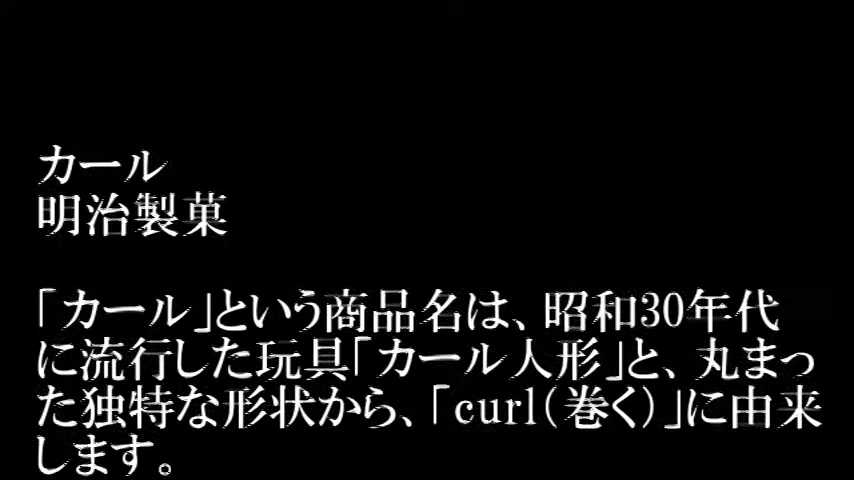 カール
明治製菓
「カール」という商品名は、昭和30年代
に流行した玩具「カール人形」と、丸まっ
た独特な形状から、「curl(巻く)」に由来
します。